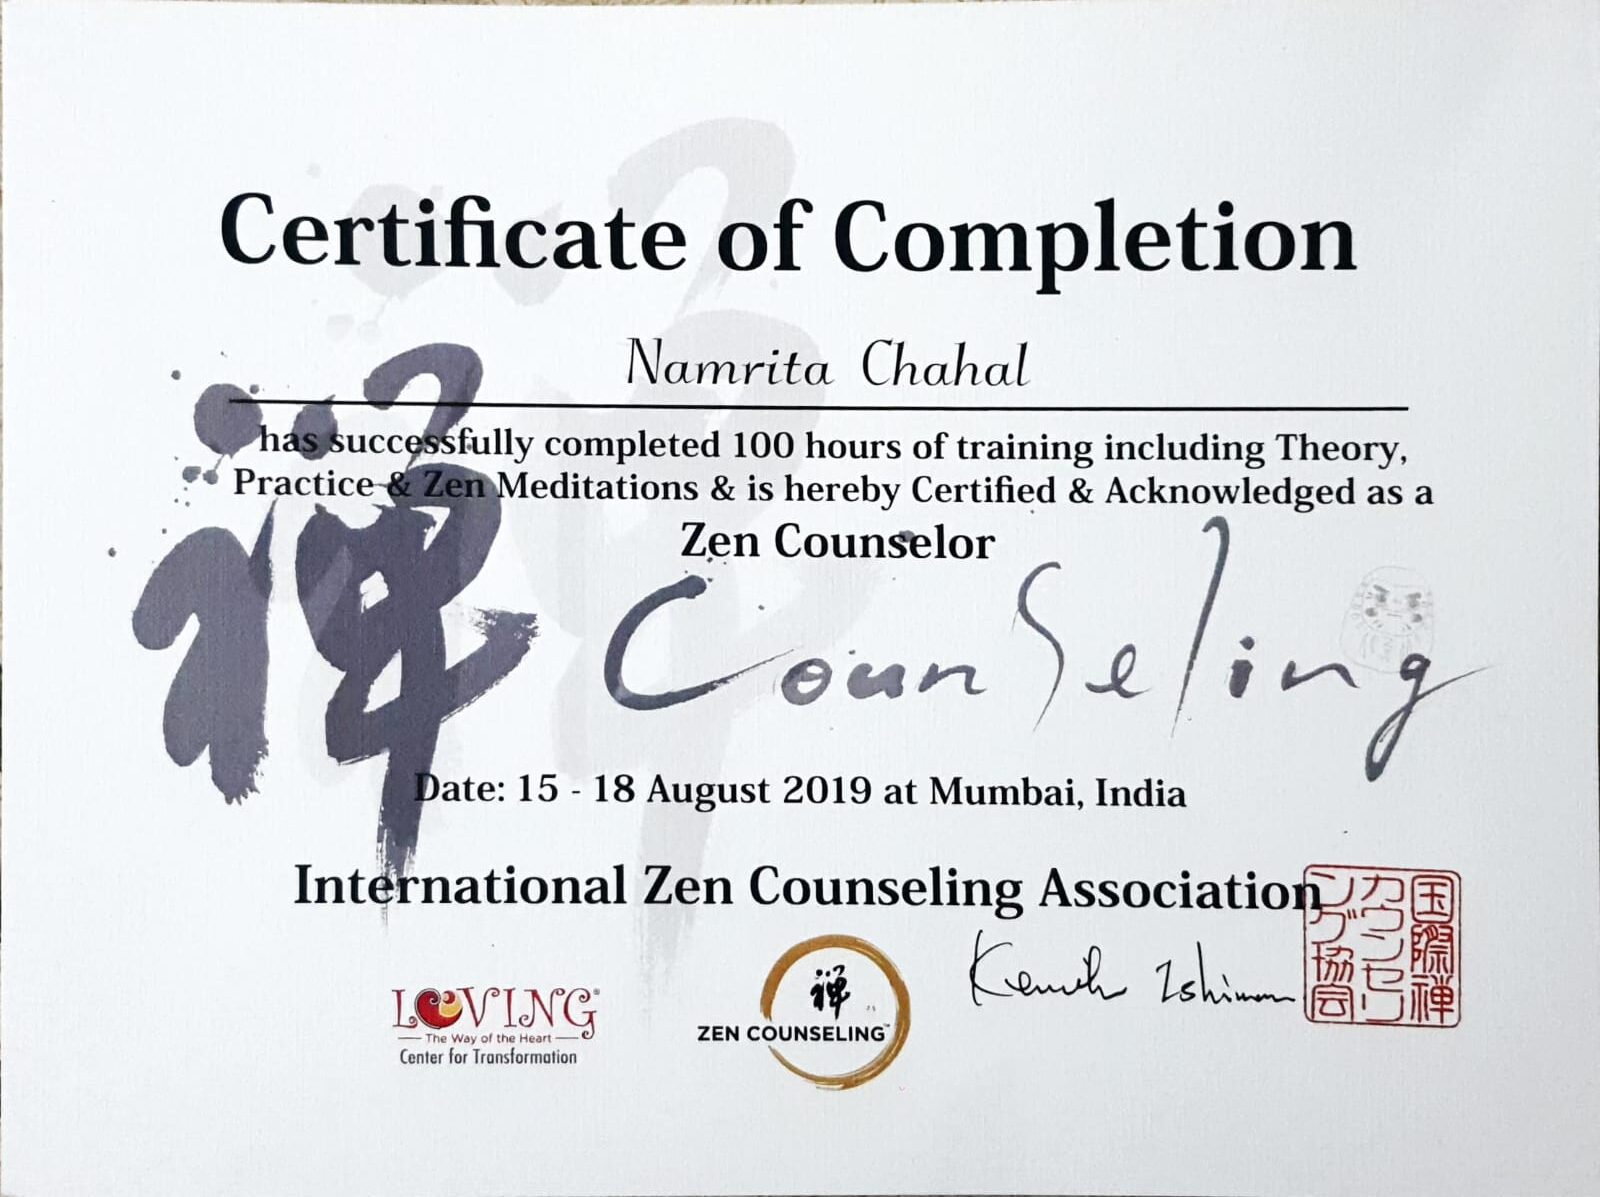 Certificate of Completion
Namrita Chahal
has successfully completed 100 hours of training including Theory,
Practice & Zen Meditations & is hereby Certified & Acknowledged as a
Zen Counselor
禅 Counseling
Date: 15 - 18 August 2019 at Mumbai, India
International Zen Counseling Association
LOVING®
The Way of the Heart
Center for Transformation
禅
ZEN COUNSELING™
国際禅
カウンセリ
ング協会